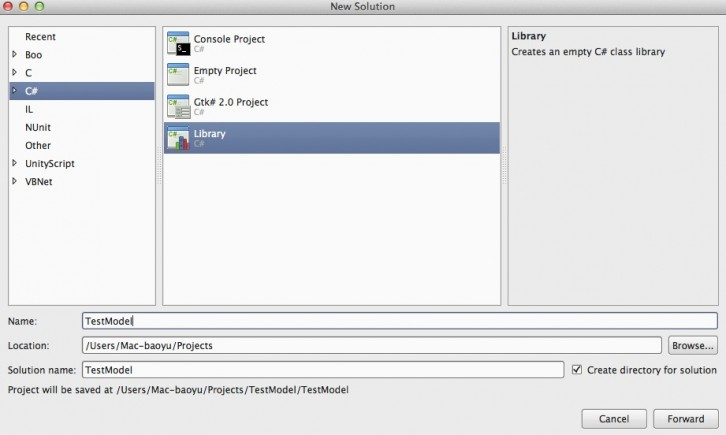 New Solution
Recent
Boo
C
C#
IL
NUnit
Other
UnityScript
VBNet
Console Project
C#
Empty Project
C#
Gtk# 2.0 Project
C#
Library
C#
Library
Creates an empty C# class library
Name: TestModel
Location: /Users/Mac-baoyu/Projects Browse...
Solution name: TestModel Create directory for solution
Project will be saved at /Users/Mac-baoyu/Projects/TestModel/TestModel
Cancel Forward